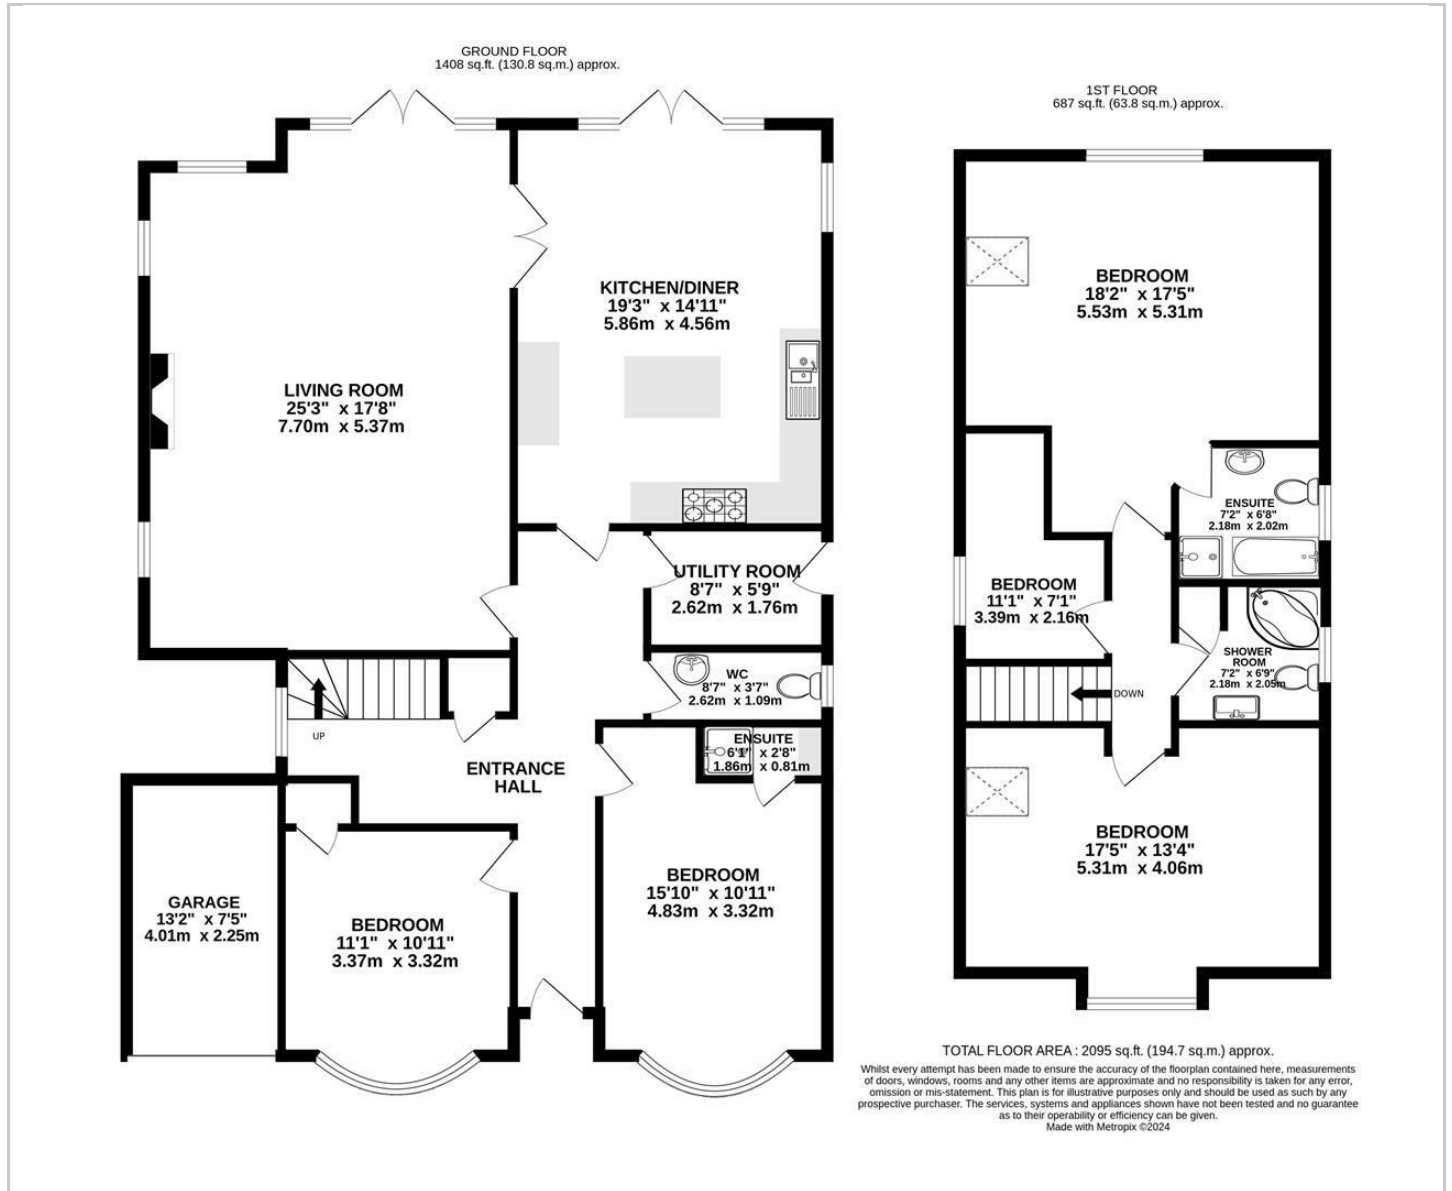 GROUND FLOOR
1408 sq.ft. (130.8 sq.m.) approx.
LIVING ROOM
25'3" x 17'8"
7.70m x 5.37m
KITCHEN/DINER
19'3" x 14'11"
5.86m x 4.56m
UTILITY ROOM
8'7" x 5'9"
2.62m x 1.76m
WC
8'7" x 3'7"
2.62m x 1.09m
UP
ENSUITE
6'1" x 2'8"
1.86m x 0.81m
ENTRANCE
HALL
GARAGE
13'2" x 7'5"
4.01m x 2.25m
BEDROOM
11'1" x 10'11"
3.37m x 3.32m
BEDROOM
15'10" x 10'11"
4.83m x 3.32m
1ST FLOOR
687 sq.ft. (63.8 sq.m.) approx.
BEDROOM
18'2" x 17'5"
5.53m x 5.31m
ENSUITE
7'2" x 6'8"
2.18m x 2.02m
BEDROOM
11'1" x 7'1"
3.39m x 2.16m
SHOWER
ROOM
7'2" x 6'9"
2.18m x 2.05m
DOWN
BEDROOM
17'5" x 13'4"
5.31m x 4.06m
TOTAL FLOOR AREA : 2095 sq.ft. (194.7 sq.m.) approx.
Whilst every attempt has been made to ensure the accuracy of the floorplan contained here, measurements
of doors, windows, rooms and any other items are approximate and no responsibility is taken for any error,
omission or mis-statement. This plan is for illustrative purposes only and should be used as such by any
prospective purchaser. The services, systems and appliances shown have not been tested and no guarantee
as to their operability or efficiency can be given.
Made with Metropix ©2024